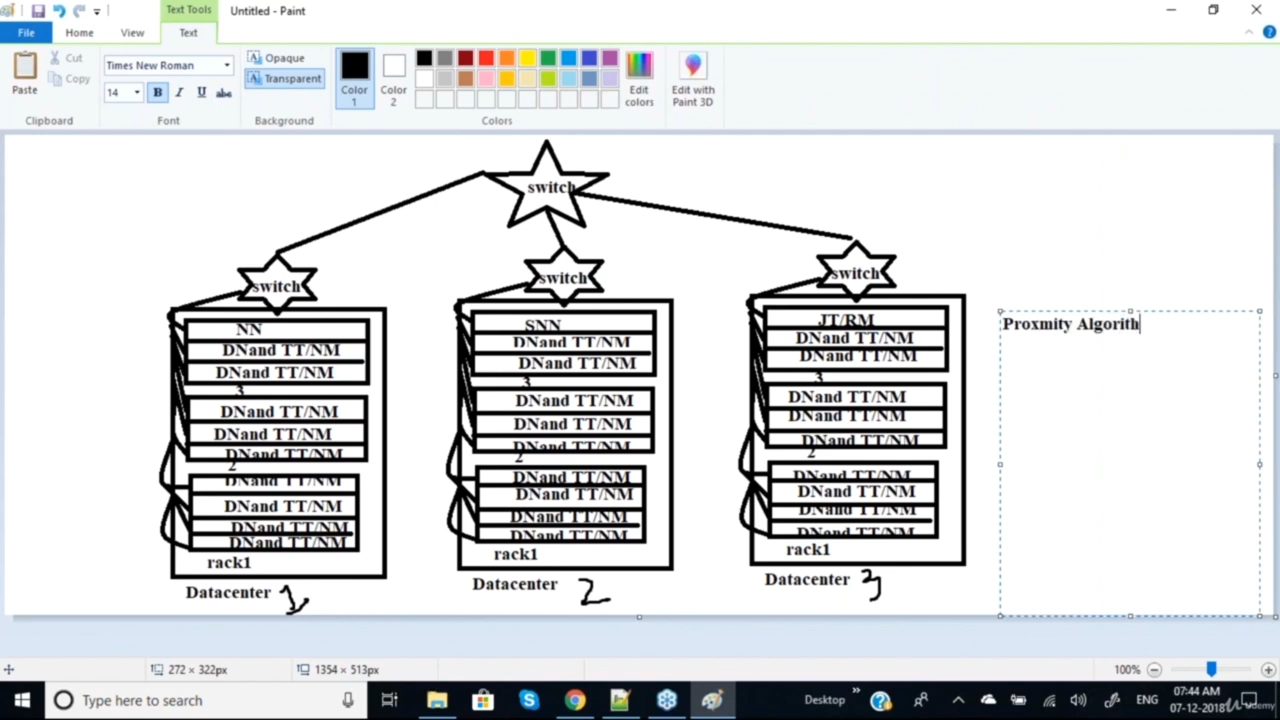 Text Tools
Untitled - Paint
File
Home
View
Text
Paste
Cut
Copy
Clipboard
Times New Roman
14
B
I
U
abc
Font
Opaque
Transparent
Background
Color 1
Color 2
Edit colors
Colors
Edit with Paint 3D
switch
switch
switch
switch
NN
DNand TT/NM
DNand TT/NM
3
DNand TT/NM
DNand TT/NM
DNand TT/NM
2
DNand TT/NM
DNand TT/NM
DNand TT/NM
DNand TT/NM
rack1
Datacenter 1
SNN
DNand TT/NM
DNand TT/NM
3
DNand TT/NM
DNand TT/NM
DNand TT/NM
2
DNand TT/NM
DNand TT/NM
DNand TT/NM
DNand TT/NM
rack1
Datacenter 2
JT/RM
DNand TT/NM
DNand TT/NM
3
DNand TT/NM
DNand TT/NM
DNand TT/NM
2
DNand TT/NM
DNand TT/NM
DNand TT/NM
DNand TT/NM
rack1
Datacenter 3
Proxmity Algorith
272 × 322px
1354 × 513px
100%
Type here to search
Desktop
ENG
07:44 AM
07-12-2018
Udemy